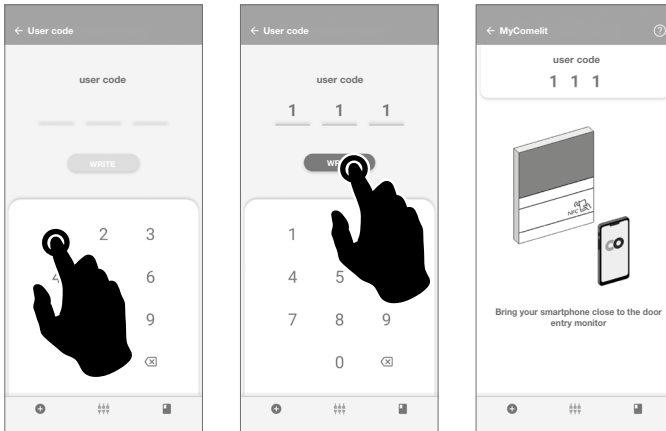 ← User code
user code
WRITE
2 3
4 6
9
← User code
user code
1 1 1
1
4 5
7 8 9
0
← MyComelit ?
user code
1 1 1
NFC
Bring your smartphone close to the door
entry monitor